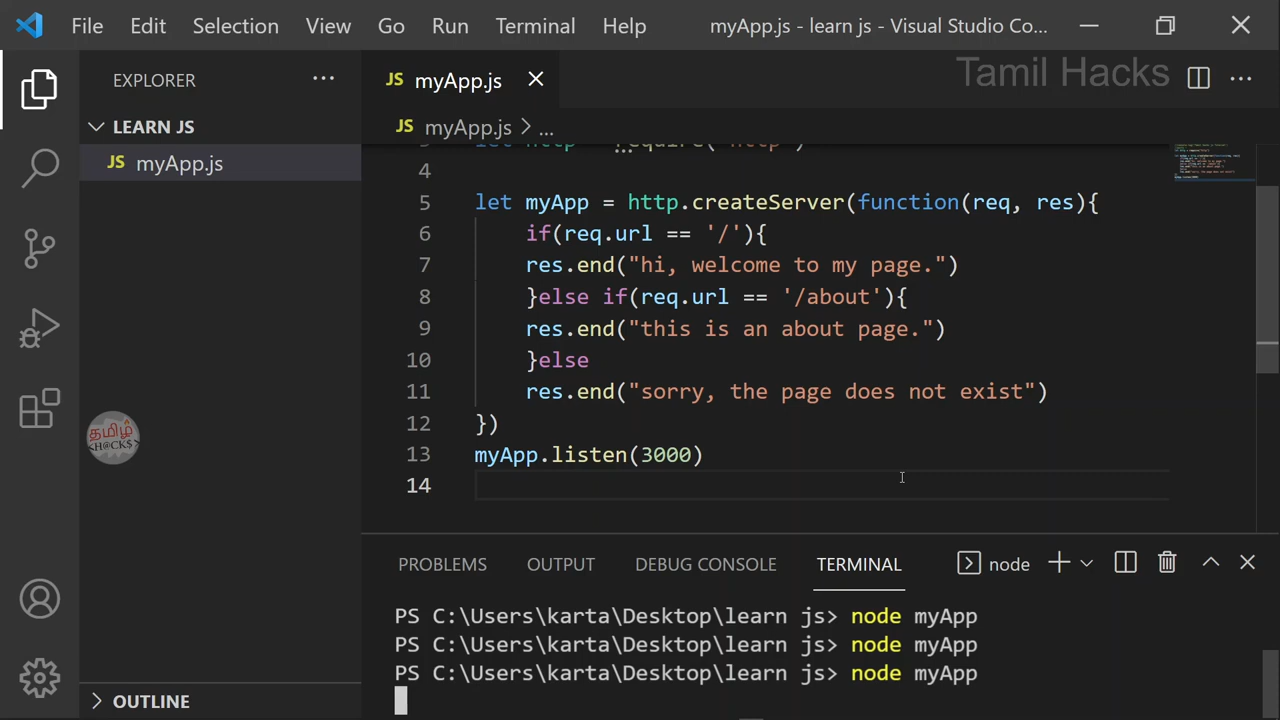 File Edit Selection View Go Run Terminal Help myApp.js - learn js - Visual Studio Co...
EXPLORER ...
JS myApp.js
Tamil Hacks
LEARN JS
JS myApp.js > ...
JS myApp.js
4
5 let myApp = http.createServer(function(req, res){
6 if(req.url == '/'){
7 res.end("hi, welcome to my page.")
8 }else if(req.url == '/about'){
9 res.end("this is an about page.")
10 }else
11 res.end("sorry, the page does not exist")
12 })
13 myApp.listen(3000)
14
தமிழ்
<H@CK$>
PROBLEMS OUTPUT DEBUG CONSOLE TERMINAL node
PS C:\Users\karta\Desktop\learn js> node myApp
PS C:\Users\karta\Desktop\learn js> node myApp
PS C:\Users\karta\Desktop\learn js> node myApp
OUTLINE